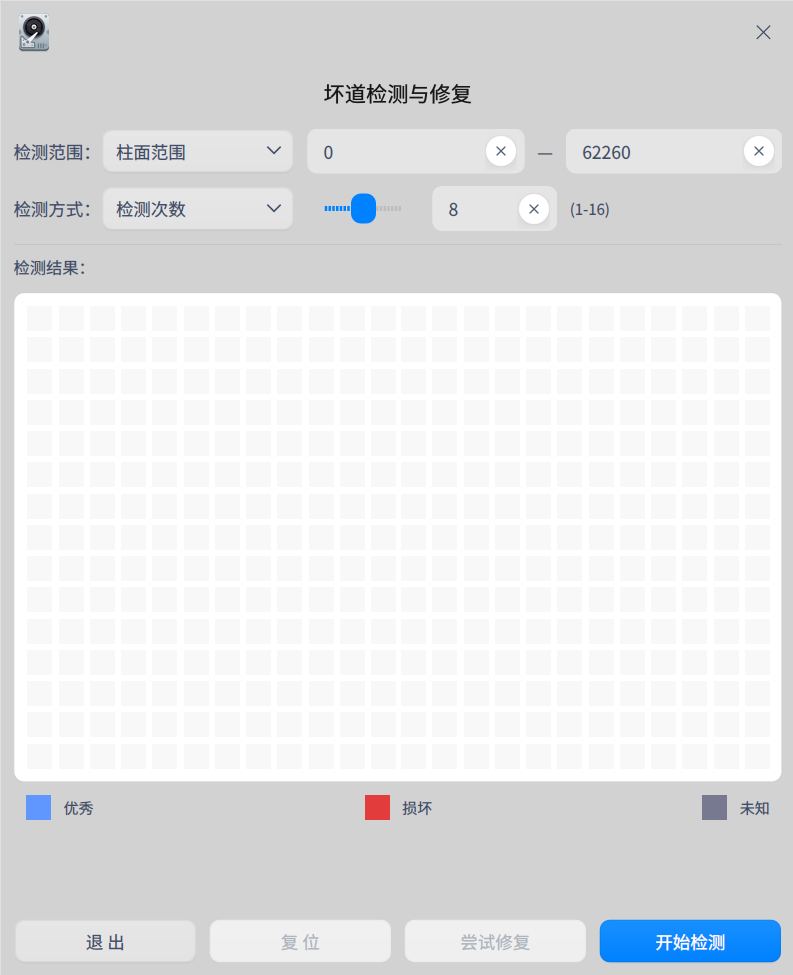 坏道检测与修复
检测范围: 柱面范围 0 — 62260
检测方式: 检测次数 8 (1-16)
检测结果:
优秀 损坏 未知
退出 复位 尝试修复 开始检测